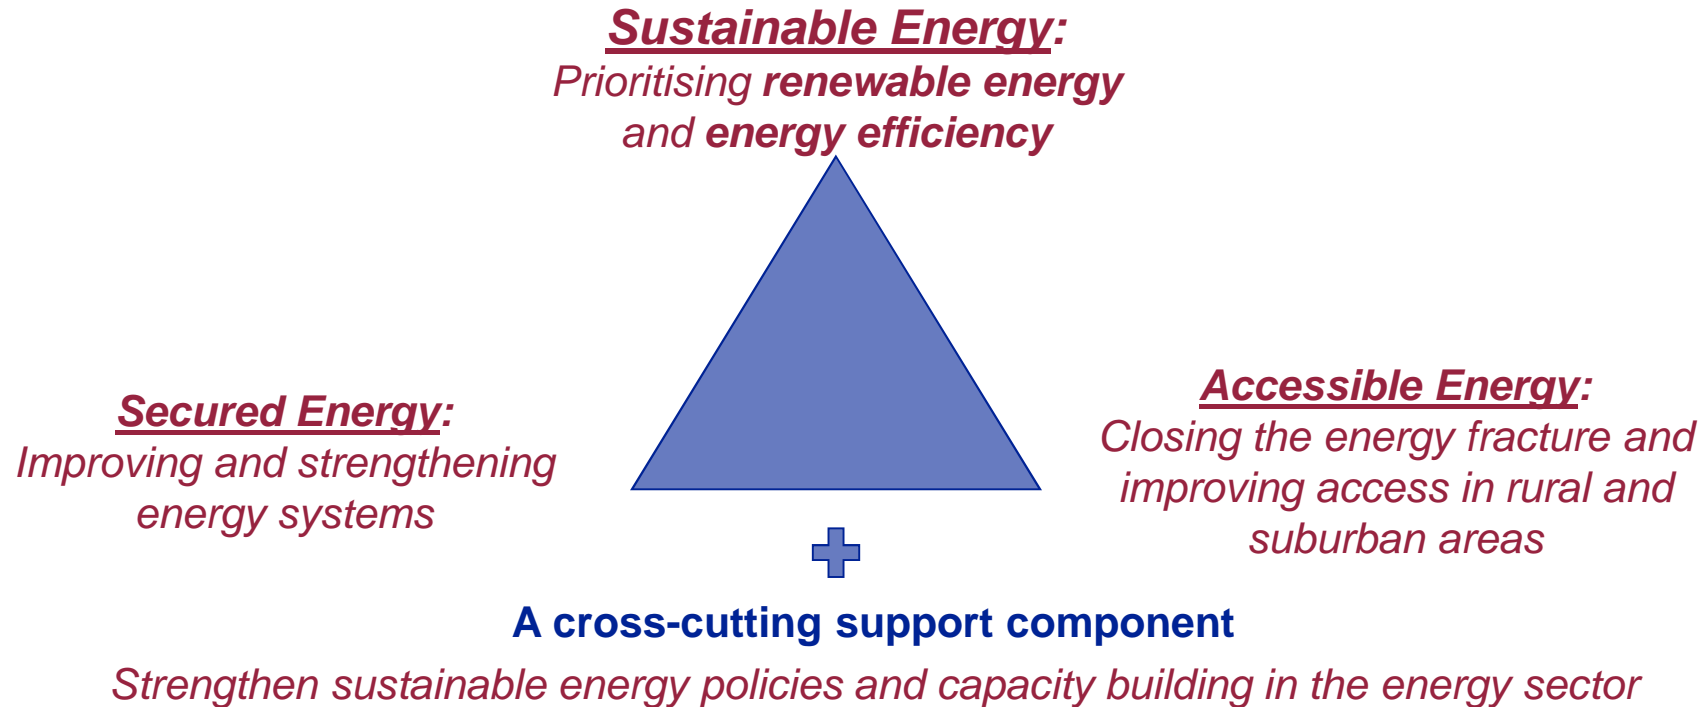 Sustainable Energy:
Prioritising renewable energy
and energy efficiency
Secured Energy:
Improving and strengthening
energy systems
Accessible Energy:
Closing the energy fracture and
improving access in rural and
suburban areas
A cross-cutting support component
Strengthen sustainable energy policies and capacity building in the energy sector